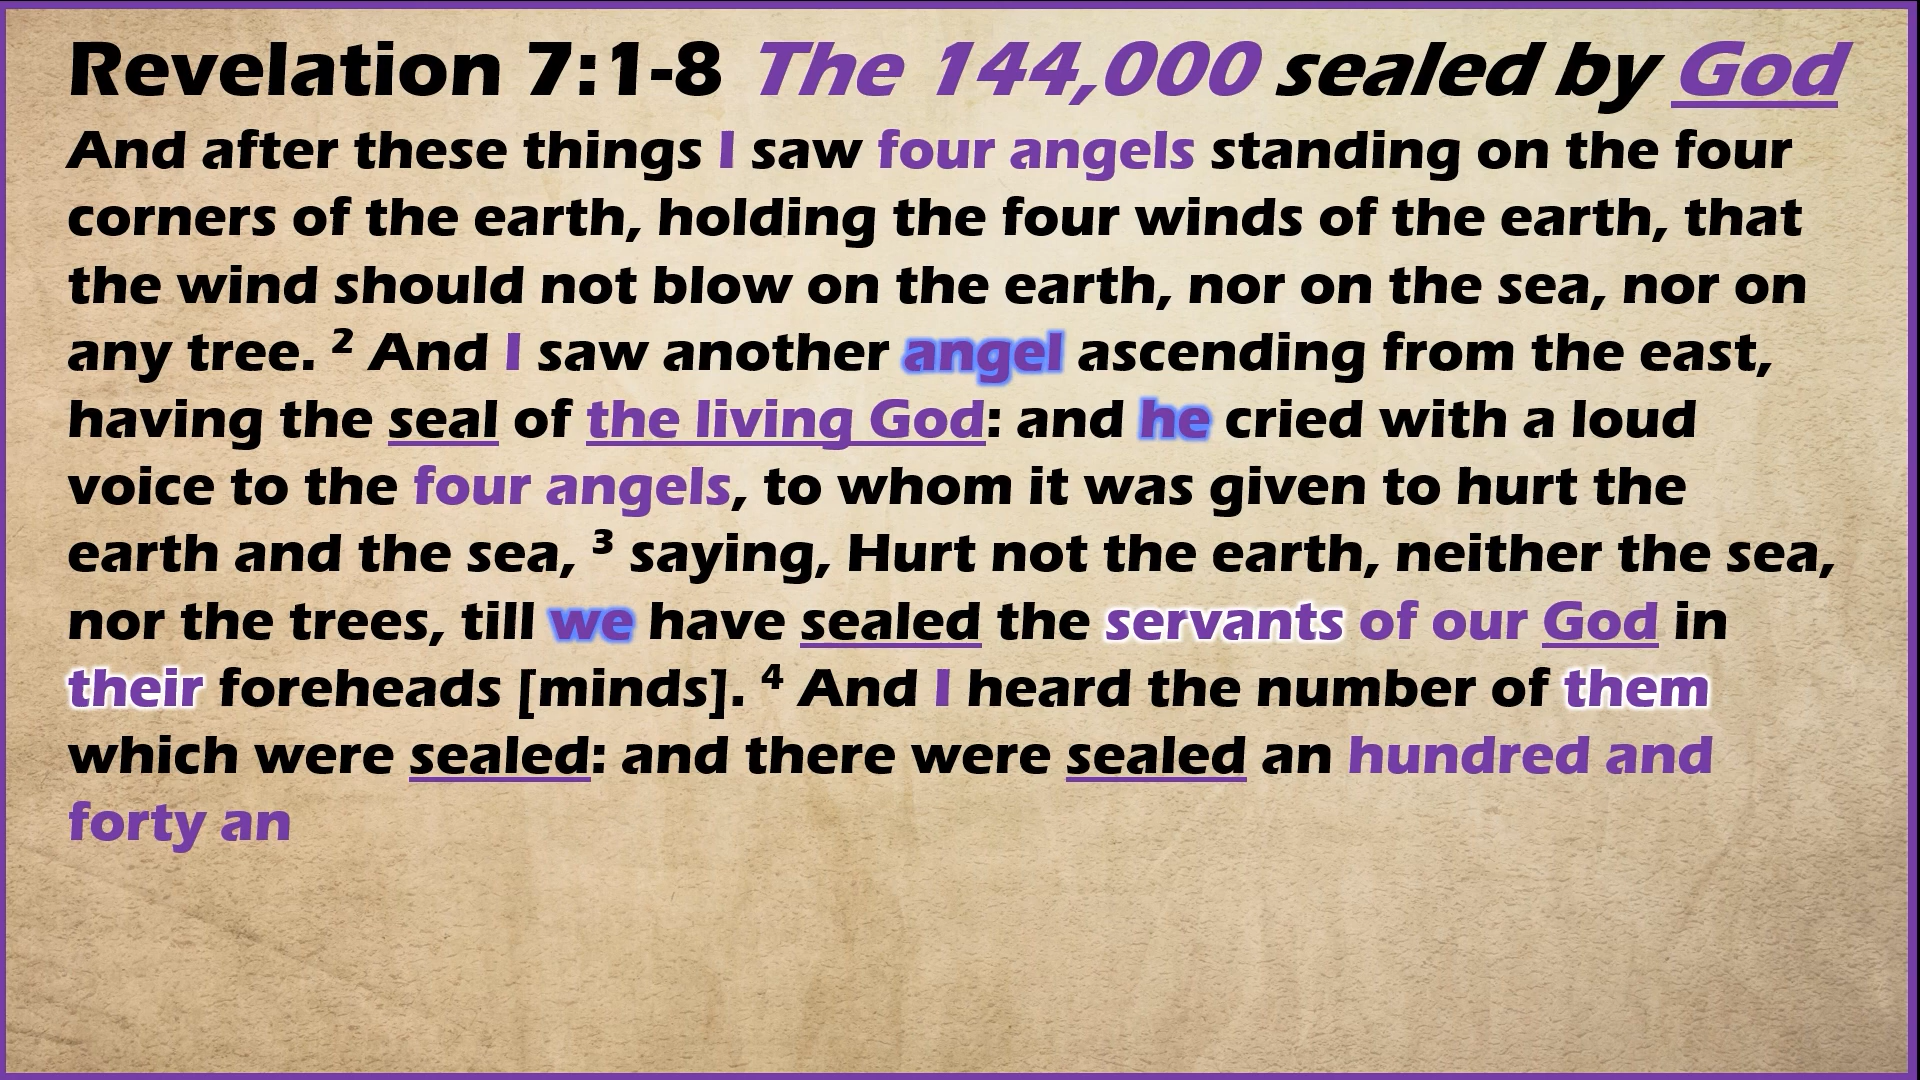 Revelation 7:1-8 The 144,000 sealed by God
And after these things I saw four angels standing on the four
corners of the earth, holding the four winds of the earth, that
the wind should not blow on the earth, nor on the sea, nor on
any tree. ² And I saw another angel ascending from the east,
having the seal of the living God: and he cried with a loud
voice to the four angels, to whom it was given to hurt the
earth and the sea, ³ saying, Hurt not the earth, neither the sea,
nor the trees, till we have sealed the servants of our God in
their foreheads [minds]. ⁴ And I heard the number of them
which were sealed: and there were sealed an hundred and
forty an